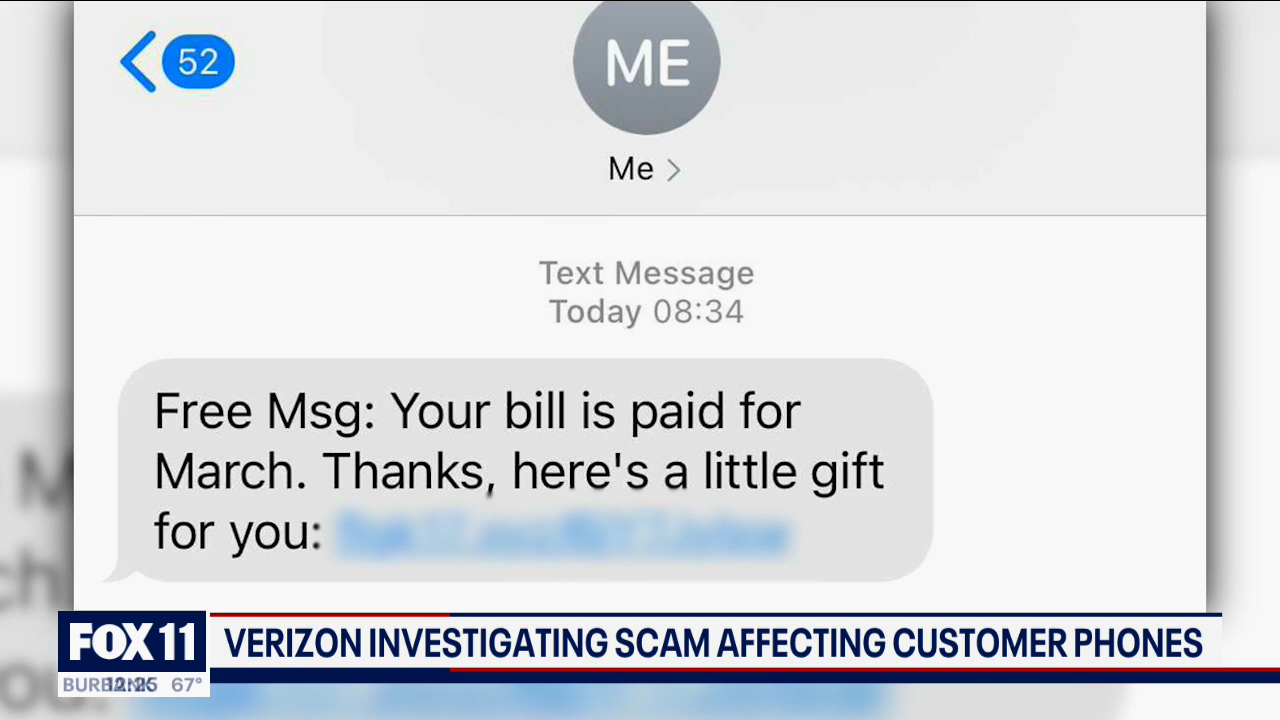 52
ME
Me
Text Message
Today 08:34
Free Msg: Your bill is paid for
March. Thanks, here's a little gift
for you:
FOX 11
VERIZON INVESTIGATING SCAM AFFECTING CUSTOMER PHONES
67°